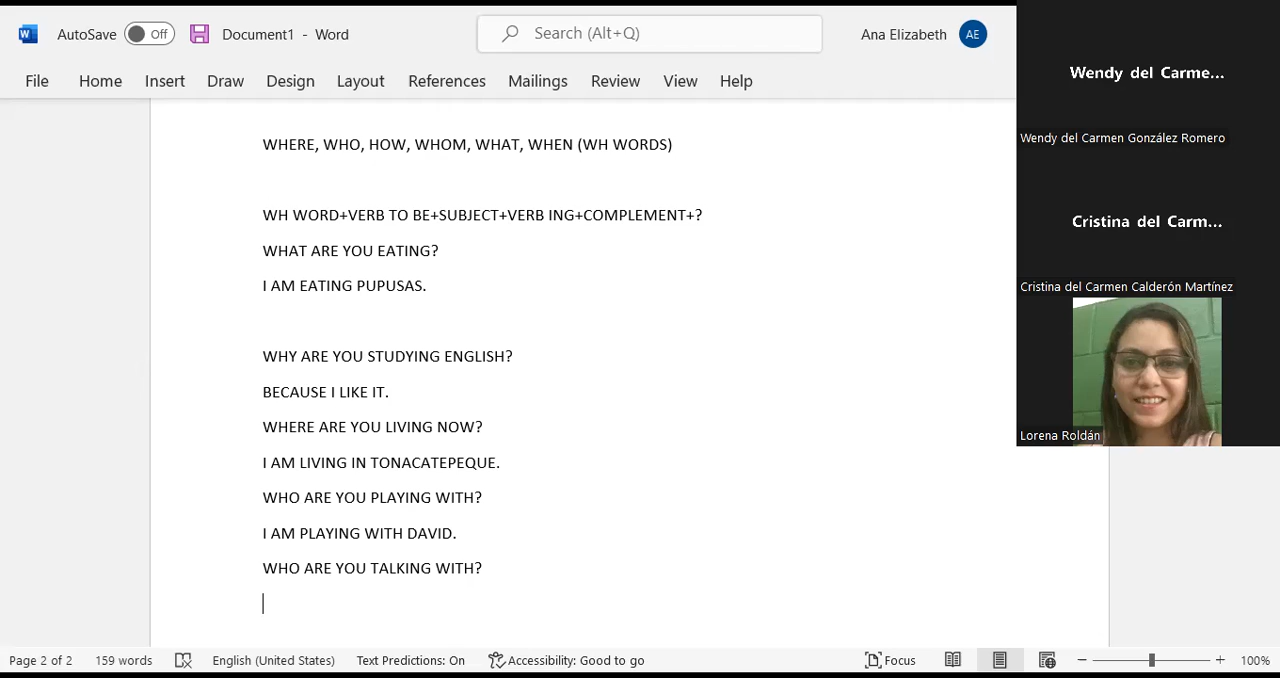 AutoSave Off Document1 - Word Search (Alt+Q) Ana Elizabeth AE
File Home Insert Draw Design Layout References Mailings Review View Help
WHERE, WHO, HOW, WHOM, WHAT, WHEN (WH WORDS)
WH WORD+VERB TO BE+SUBJECT+VERB ING+COMPLEMENT+?
WHAT ARE YOU EATING?
I AM EATING PUPUSAS.
WHY ARE YOU STUDYING ENGLISH?
BECAUSE I LIKE IT.
WHERE ARE YOU LIVING NOW?
I AM LIVING IN TONACATEPEQUE.
WHO ARE YOU PLAYING WITH?
I AM PLAYING WITH DAVID.
WHO ARE YOU TALKING WITH?
Page 2 of 2 159 words English (United States) Text Predictions: On Accessibility: Good to go Focus 100%
Wendy del Carme...
Wendy del Carmen González Romero
Cristina del Carm...
Cristina del Carmen Calderón Martínez
Lorena Roldán